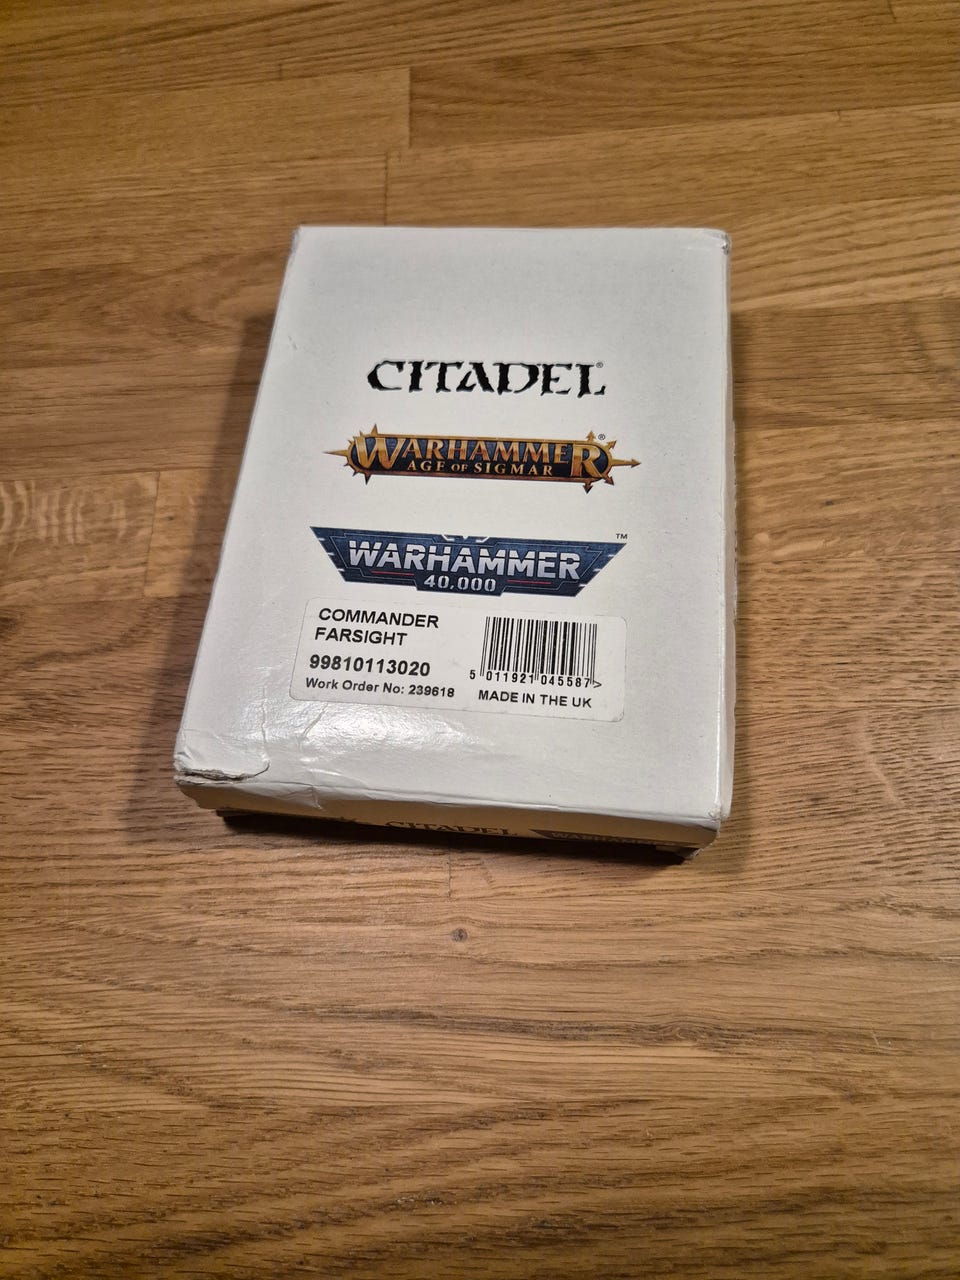 CITADEL®
WARHAMMER®
AGE OF SIGMAR
WARHAMMER™
40,000
COMMANDER
FARSIGHT
99810113020
Work Order No: 239618
5 011921 045587 >
MADE IN THE UK
CITADEL
WARHAMMER